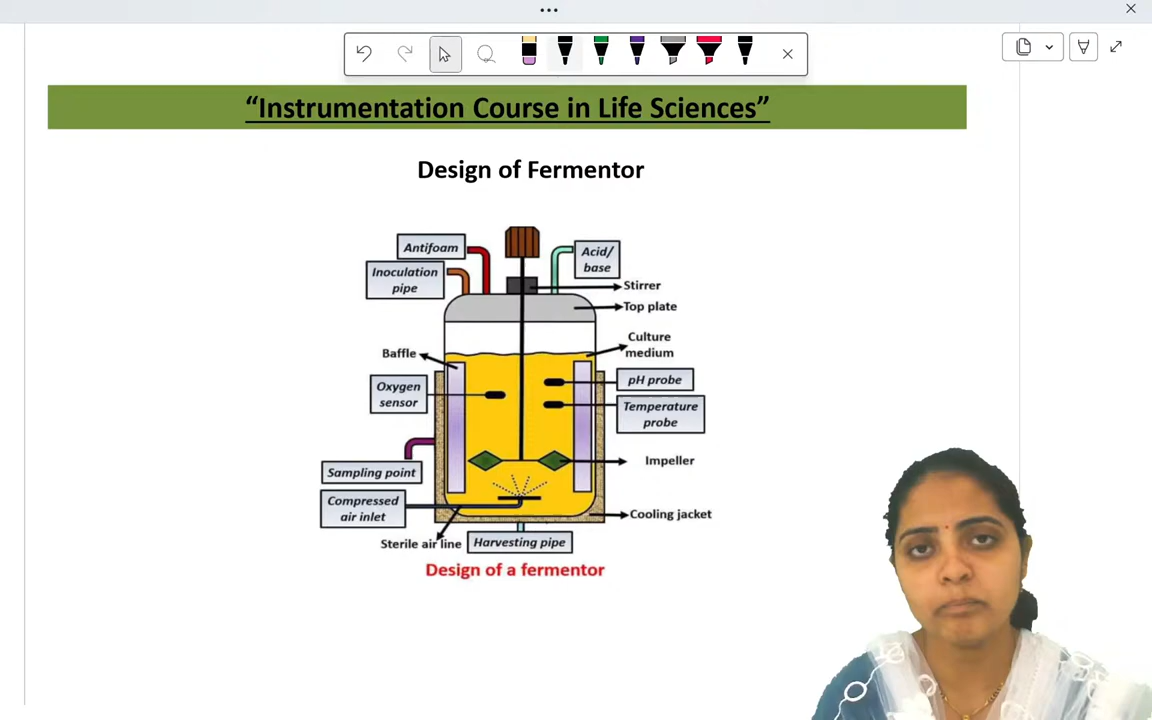 “Instrumentation Course in Life Sciences”
Design of Fermentor
Antifoam
Acid/
base
Inoculation
pipe
Stirrer
Top plate
Culture
medium
Baffle
pH probe
Oxygen
sensor
Temperature
probe
Impeller
Sampling point
Compressed
air inlet
Cooling jacket
Sterile air line
Harvesting pipe
Design of a fermentor